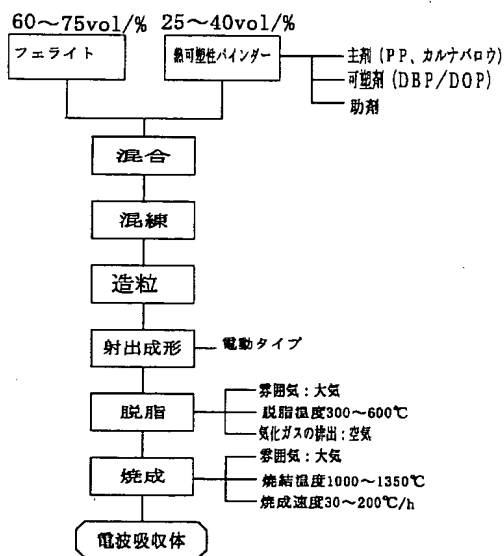 60～75vol/%
25～40vol/%
フェライト
熱可塑性バインダー
主剤(PP、カルナバロウ)
可塑剤(DBP/DOP)
助剤
混合
混練
造粒
射出成形
電動タイプ
脱脂
雰囲気：大気
脱脂温度300～600℃
気化ガスの排出：空気
焼成
雰囲気：大気
焼結温度1000～1350℃
焼成速度30～200℃/h
電波吸収体